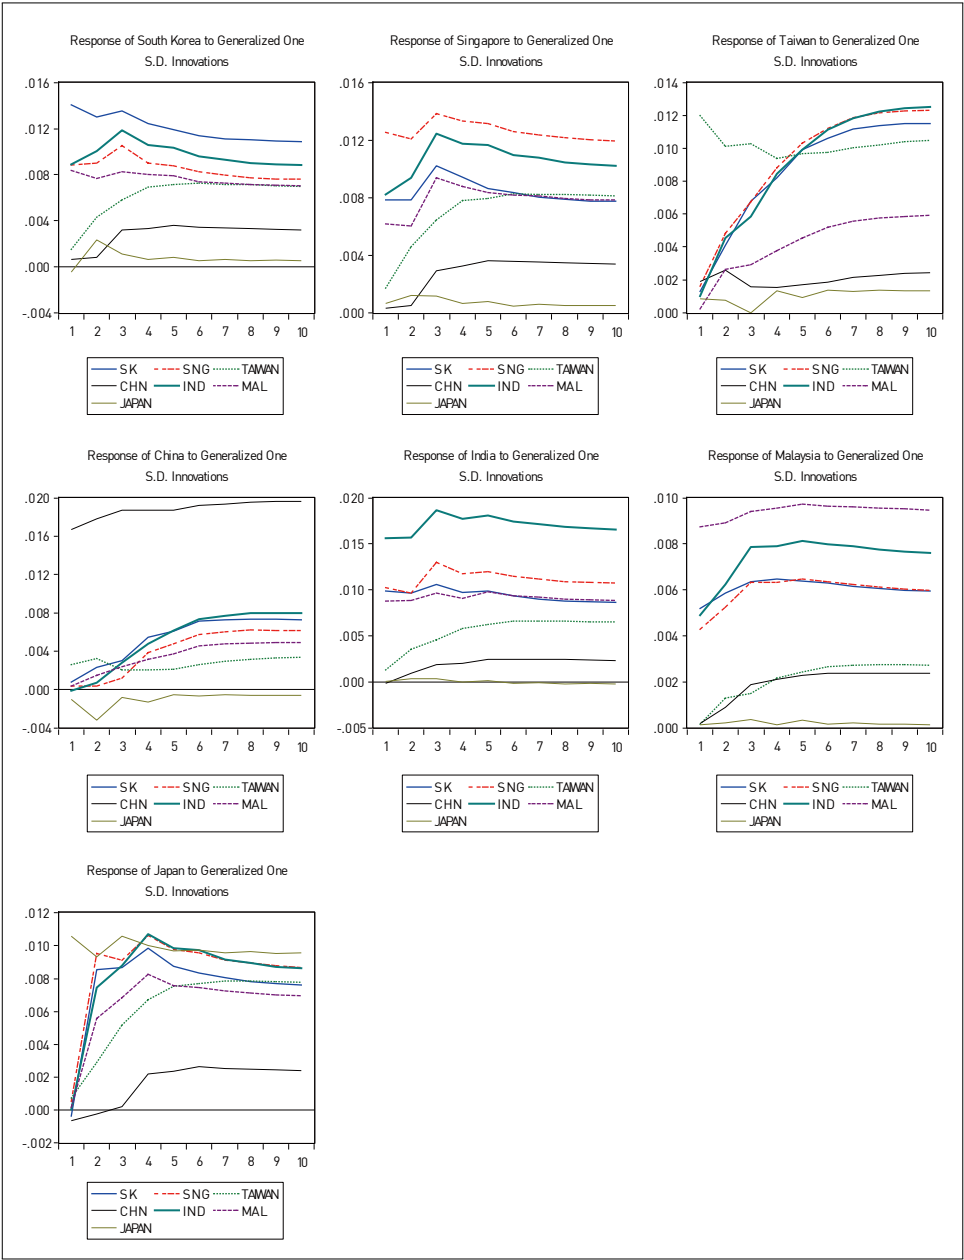 Response of South Korea to Generalized One
S.D. Innovations
.016
.012
.008
.004
.000
-.004
1 2 3 4 5 6 7 8 9 10
SK SNG TAIWAN
CHN IND MAL
JAPAN
Response of Singapore to Generalized One
S.D. Innovations
.016
.012
.008
.004
.000
1 2 3 4 5 6 7 8 9 10
SK SNG TAIWAN
CHN IND MAL
JAPAN
Response of Taiwan to Generalized One
S.D. Innovations
.014
.012
.010
.008
.006
.004
.002
.000
1 2 3 4 5 6 7 8 9 10
SK SNG TAIWAN
CHN IND MAL
JAPAN
Response of China to Generalized One
S.D. Innovations
.020
.016
.012
.008
.004
.000
-.004
1 2 3 4 5 6 7 8 9 10
SK SNG TAIWAN
CHN IND MAL
JAPAN
Response of India to Generalized One
S.D. Innovations
.020
.015
.010
.005
.000
-.005
1 2 3 4 5 6 7 8 9 10
SK SNG TAIWAN
CHN IND MAL
JAPAN
Response of Malaysia to Generalized One
S.D. Innovations
.010
.008
.006
.004
.002
.000
1 2 3 4 5 6 7 8 9 10
SK SNG TAIWAN
CHN IND MAL
JAPAN
Response of Japan to Generalized One
S.D. Innovations
.012
.010
.008
.006
.004
.002
.000
-.002
1 2 3 4 5 6 7 8 9 10
SK SNG TAIWAN
CHN IND MAL
JAPAN